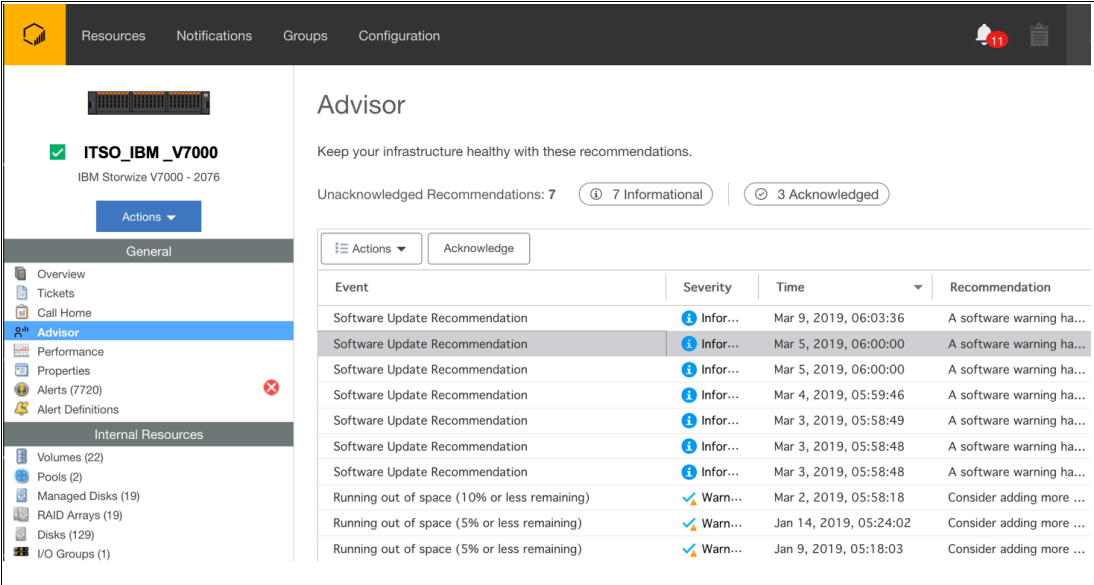 Resources Notifications Groups Configuration
11
ITSO_IBM _V7000
IBM Storwize V7000 - 2076
Actions
General
Overview
Tickets
Call Home
Advisor
Performance
Properties
Alerts (7720)
Alert Definitions
Internal Resources
Volumes (22)
Pools (2)
Managed Disks (19)
RAID Arrays (19)
Disks (129)
I/O Groups (1)
Advisor
Keep your infrastructure healthy with these recommendations.
Unacknowledged Recommendations: 7 7 Informational 3 Acknowledged
Actions Acknowledge
Event Severity Time Recommendation
Software Update Recommendation Infor... Mar 9, 2019, 06:03:36 A software warning ha...
Software Update Recommendation Infor... Mar 5, 2019, 06:00:00 A software warning ha...
Software Update Recommendation Infor... Mar 5, 2019, 06:00:00 A software warning ha...
Software Update Recommendation Infor... Mar 4, 2019, 05:59:46 A software warning ha...
Software Update Recommendation Infor... Mar 3, 2019, 05:58:49 A software warning ha...
Software Update Recommendation Infor... Mar 3, 2019, 05:58:48 A software warning ha...
Software Update Recommendation Infor... Mar 3, 2019, 05:58:48 A software warning ha...
Running out of space (10% or less remaining) Warn... Mar 2, 2019, 05:58:18 Consider adding more ...
Running out of space (5% or less remaining) Warn... Jan 14, 2019, 05:24:02 Consider adding more ...
Running out of space (5% or less remaining) Warn... Jan 9, 2019, 05:18:03 Consider adding more ...